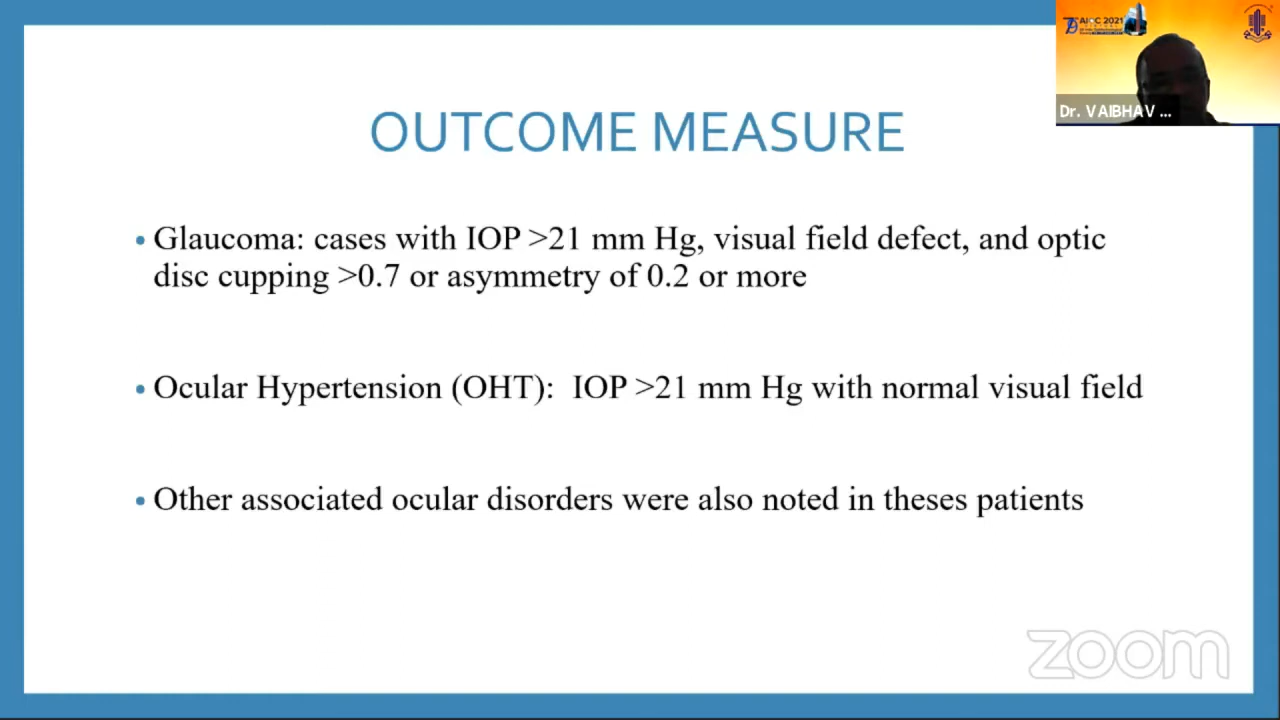 AIOC 2021
Dr. VAIBHAV ...
OUTCOME MEASURE
• Glaucoma: cases with IOP >21 mm Hg, visual field defect, and optic
disc cupping >0.7 or asymmetry of 0.2 or more
• Ocular Hypertension (OHT):  IOP >21 mm Hg with normal visual field
• Other associated ocular disorders were also noted in theses patients
zoom